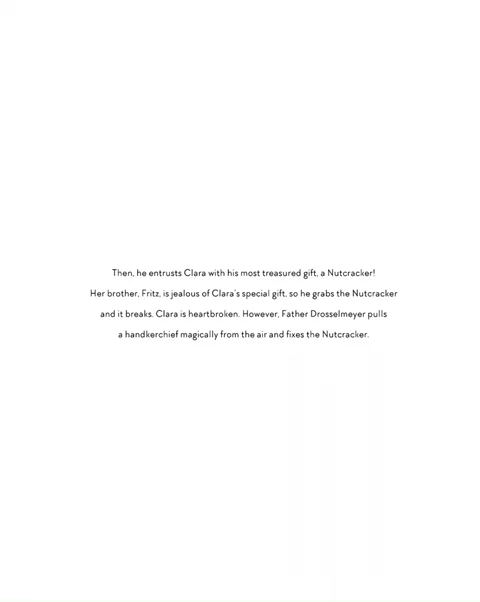 Then, he entrusts Clara with his most treasured gift, a Nutcracker!
Her brother, Fritz, is jealous of Clara's special gift, so he grabs the Nutcracker
and it breaks. Clara is heartbroken. However, Father Drosselmeyer pulls
a handkerchief magically from the air and fixes the Nutcracker.